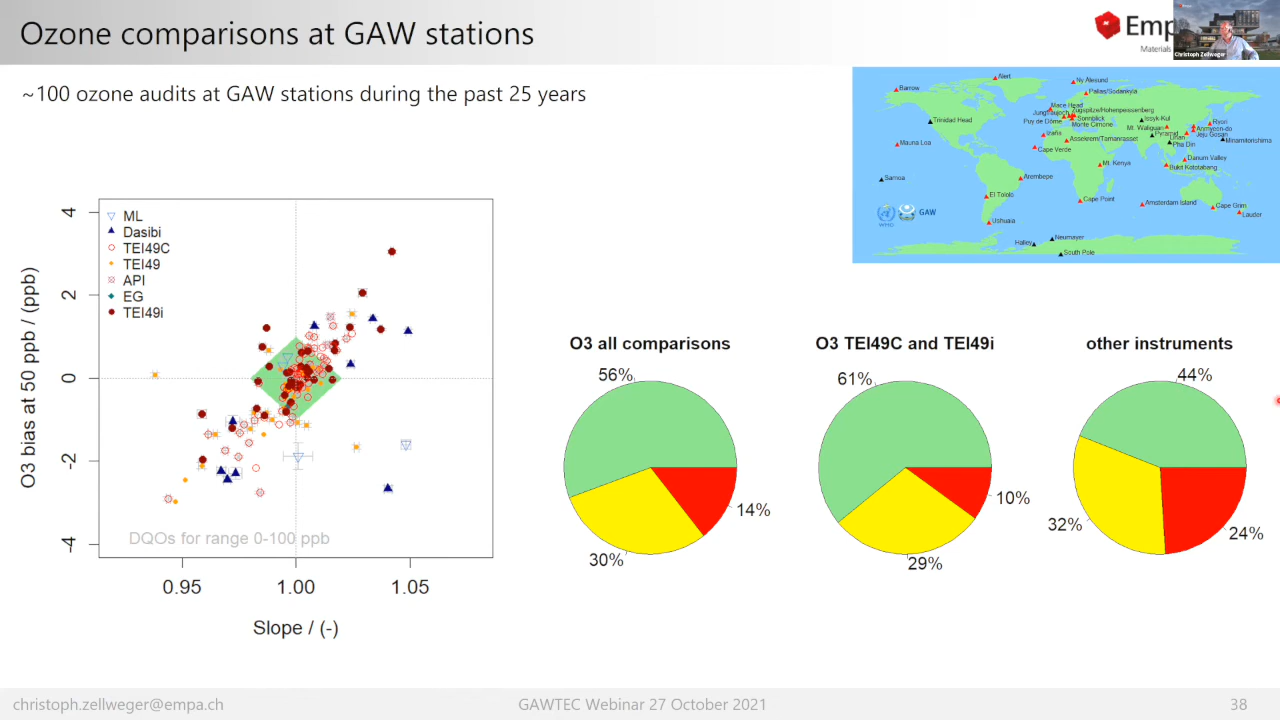 Ozone comparisons at GAW stations
Emp
Materials
Christoph Zellweger
~100 ozone audits at GAW stations during the past 25 years
Alert
Barrow
Ny Alesund
Pallas/Sodankyla
Mace Head
Zugspitze/Hohenpeissenberg
Jungfraujoch
Sonnblick
Puy de Dome
Monte Cimone
Trinidad Head
Issyk-Kul
Ryori
Mt. Waliguan
Anmyeon-do
Pyramid
Jeju Gosan
Minamitorishima
Pha Din
Izaña
Assekrem/Tamanrasset
Mauna Loa
Cape Verde
Danum Valley
Mt. Kenya
Bukit Kototabang
Samoa
Arembepe
El Tololo
Cape Point
Amsterdam Island
Cape Grim
Lauder
WMO
GAW
Ushuaia
Halley
Neumayer
South Pole
O3 bias at 50 ppb / (ppb)
4
2
0
-2
-4
ML
Dasibi
TEI49C
TEI49
API
EG
TEI49i
DQOs for range 0-100 ppb
0.95
1.00
1.05
Slope / (-)
O3 all comparisons
56%
14%
30%
O3 TEI49C and TEI49i
61%
10%
29%
other instruments
44%
32%
24%
christoph.zellweger@empa.ch
GAWTEC Webinar 27 October 2021
38